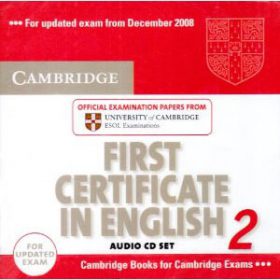 ••• For updated exam from December 2008
CAMBRIDGE
OFFICIAL EXAMINATION PAPERS FROM
UNIVERSITY of CAMBRIDGE
ESOL Examinations
FIRST
CERTIFICATE
IN ENGLISH 2
AUDIO CD SET
FOR
UPDATED
EXAM
Cambridge Books for Cambridge Exams •••